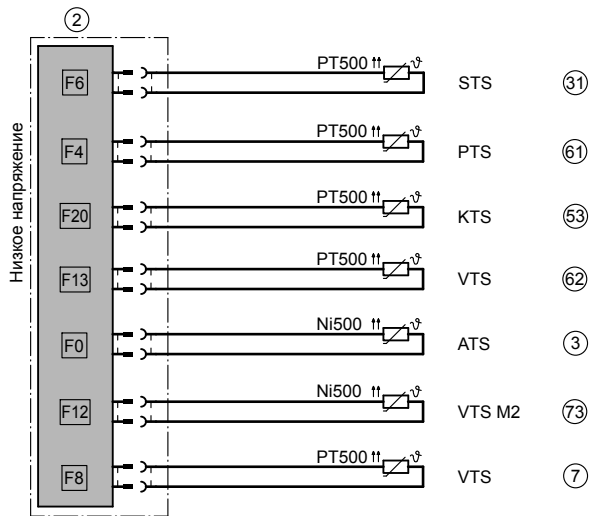 2
Низкое напряжение
F6 PT500 ϑ STS 31
F4 PT500 ϑ PTS 61
F20 PT500 ϑ KTS 53
F13 PT500 ϑ VTS 62
F0 Ni500 ϑ ATS 3
F12 Ni500 ϑ VTS M2 73
F8 PT500 ϑ VTS 7